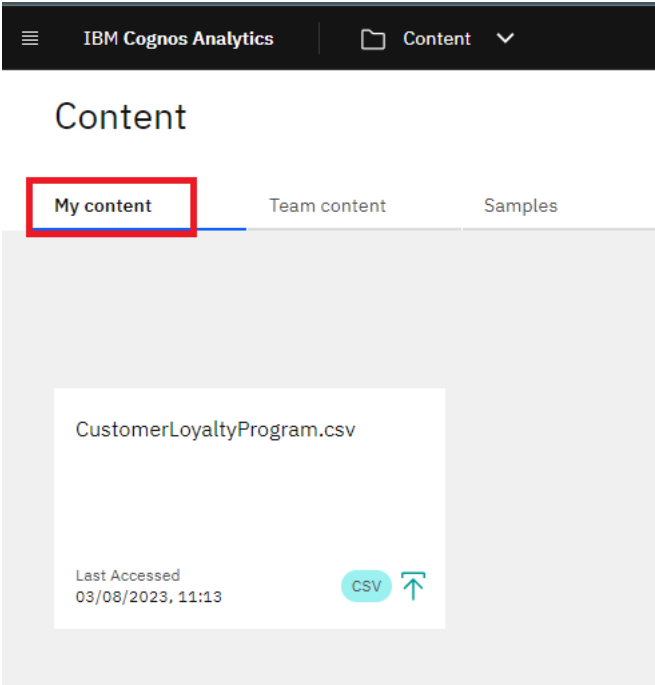 IBM Cognos Analytics Content
Content
My content Team content Samples
CustomerLoyaltyProgram.csv
Last Accessed
03/08/2023, 11:13
CSV